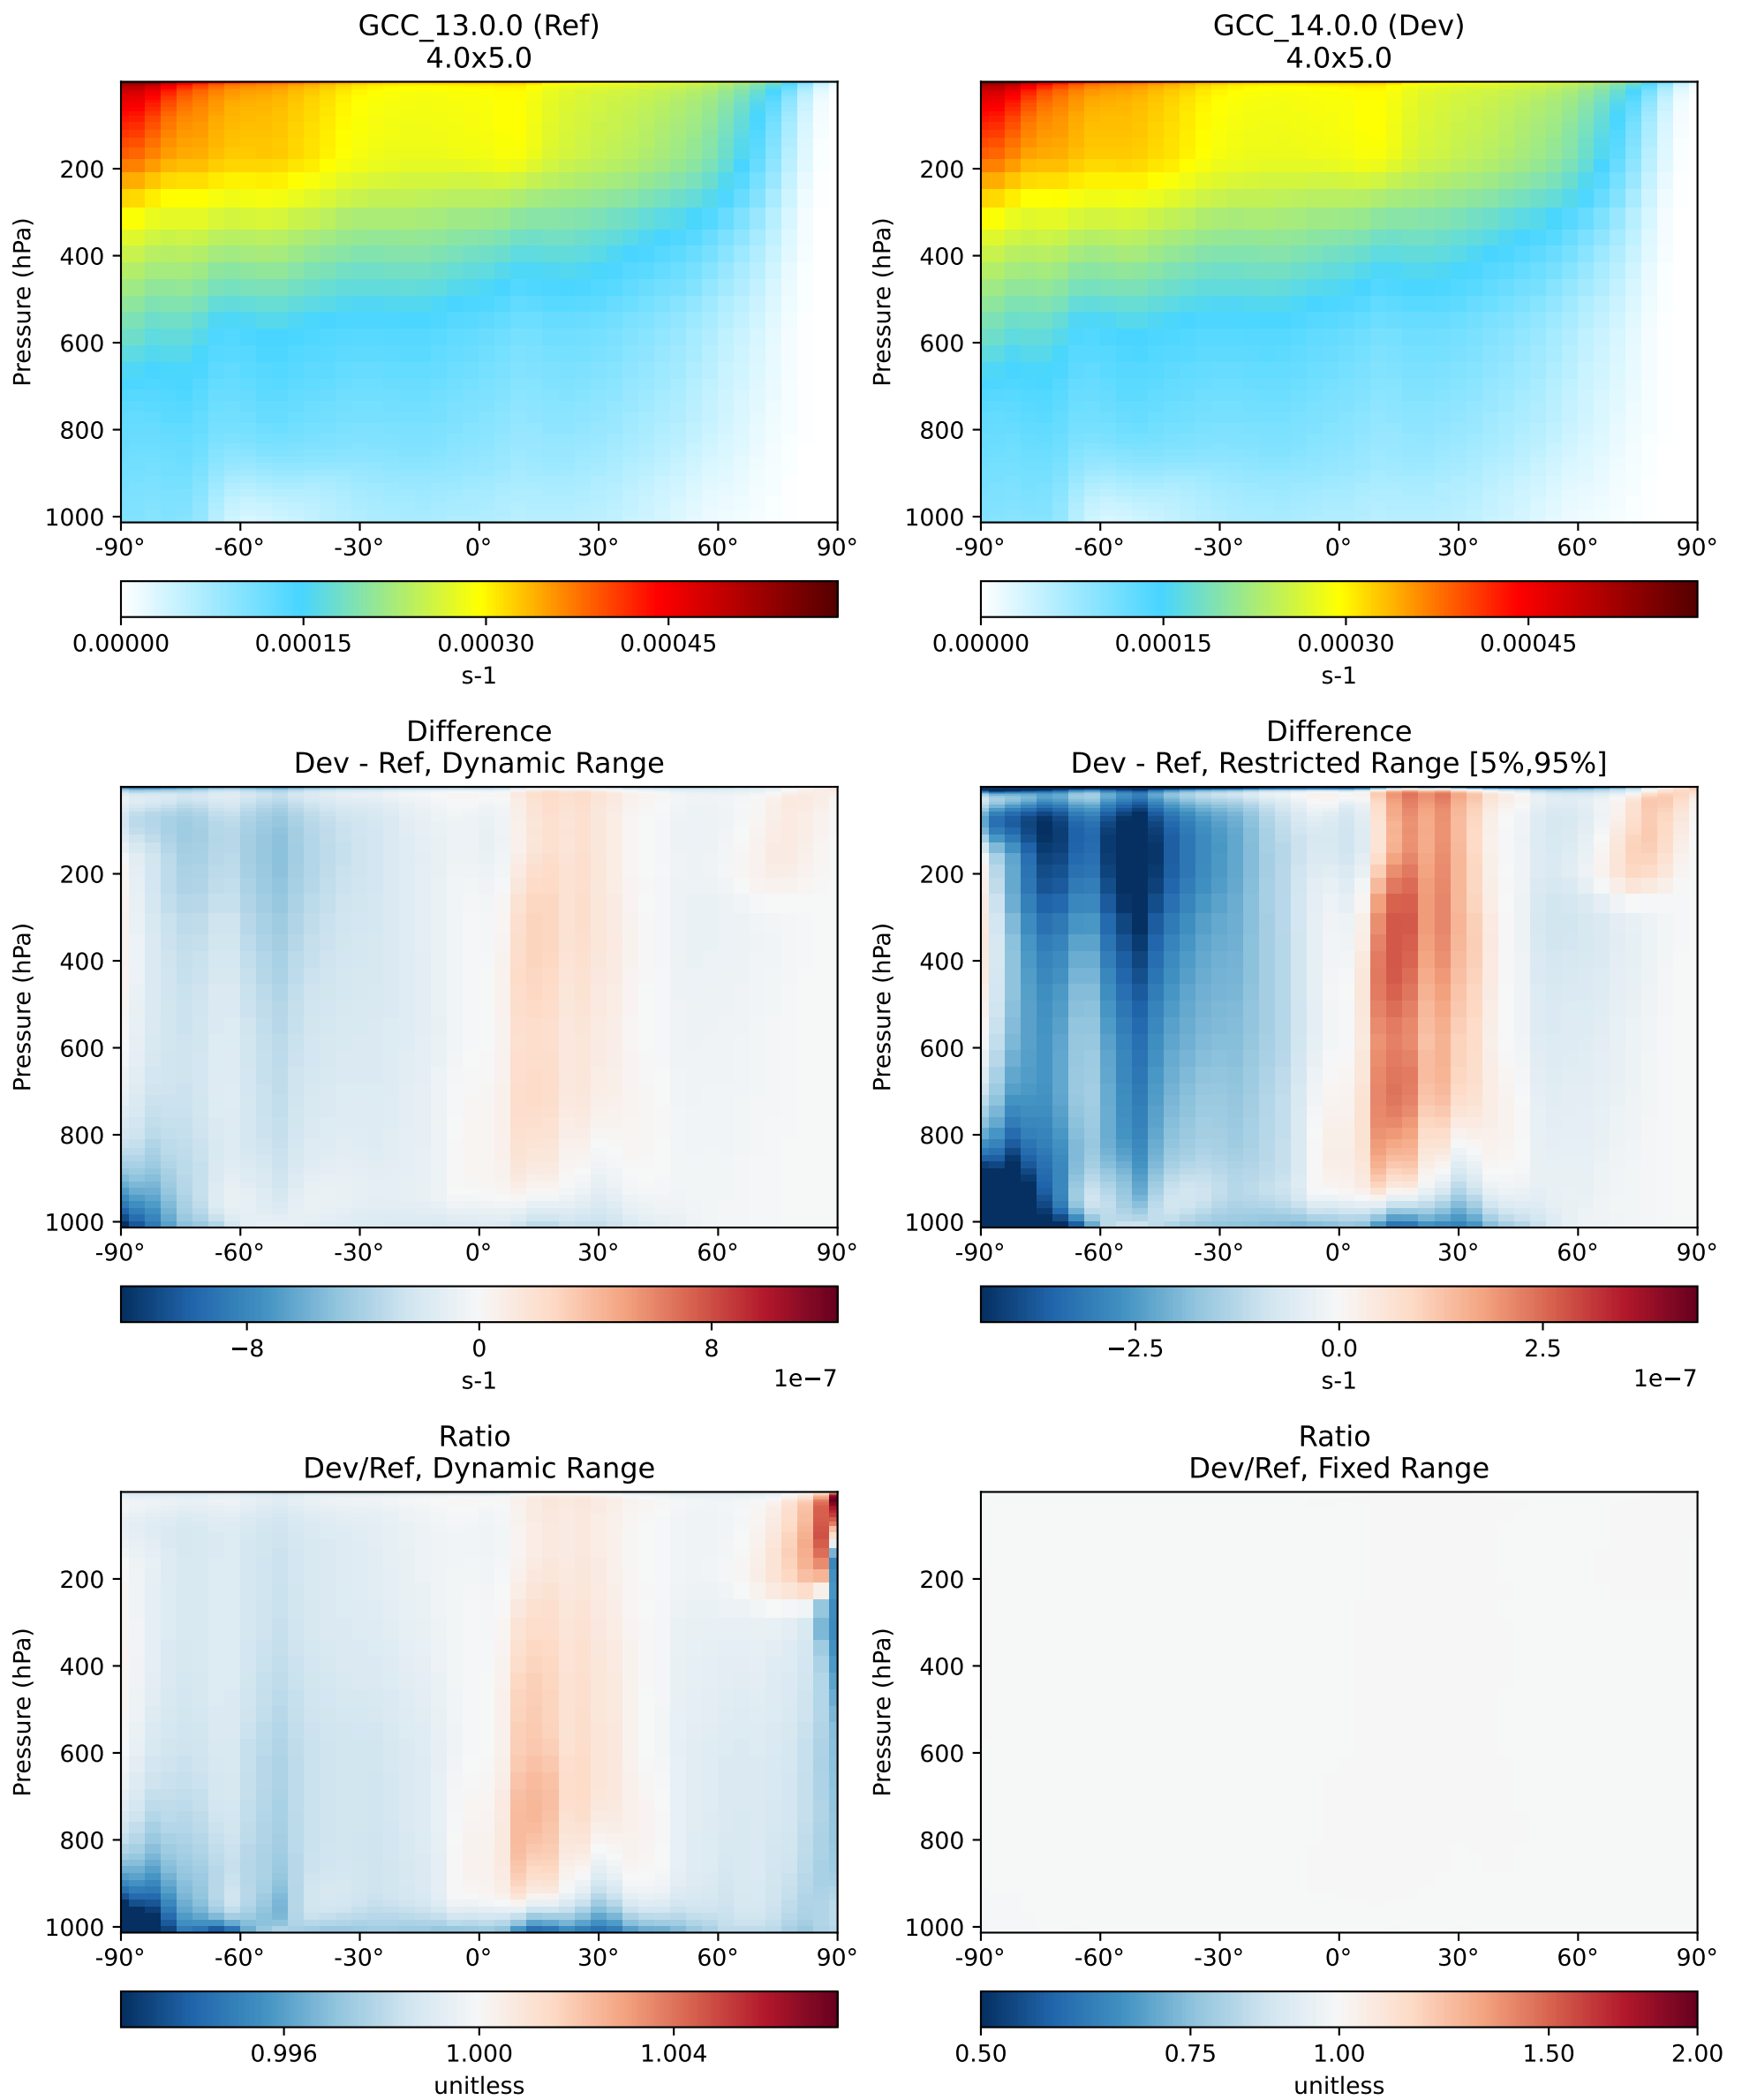 GCC_13.0.0 (Ref)
4.0x5.0
Pressure (hPa)
200
400
600
800
1000
-90° -60° -30° 0° 30° 60° 90°
0.00000 0.00015 0.00030 0.00045
s-1
GCC_14.0.0 (Dev)
4.0x5.0
Pressure (hPa)
200
400
600
800
1000
-90° -60° -30° 0° 30° 60° 90°
0.00000 0.00015 0.00030 0.00045
s-1
Difference
Dev - Ref, Dynamic Range
Pressure (hPa)
200
400
600
800
1000
-90° -60° -30° 0° 30° 60° 90°
−8 0 8
s-1 1e−7
Difference
Dev - Ref, Restricted Range [5%,95%]
Pressure (hPa)
200
400
600
800
1000
-90° -60° -30° 0° 30° 60° 90°
−2.5 0.0 2.5
s-1 1e−7
Ratio
Dev/Ref, Dynamic Range
Pressure (hPa)
200
400
600
800
1000
-90° -60° -30° 0° 30° 60° 90°
0.996 1.000 1.004
unitless
Ratio
Dev/Ref, Fixed Range
Pressure (hPa)
200
400
600
800
1000
-90° -60° -30° 0° 30° 60° 90°
0.50 0.75 1.00 1.50 2.00
unitless